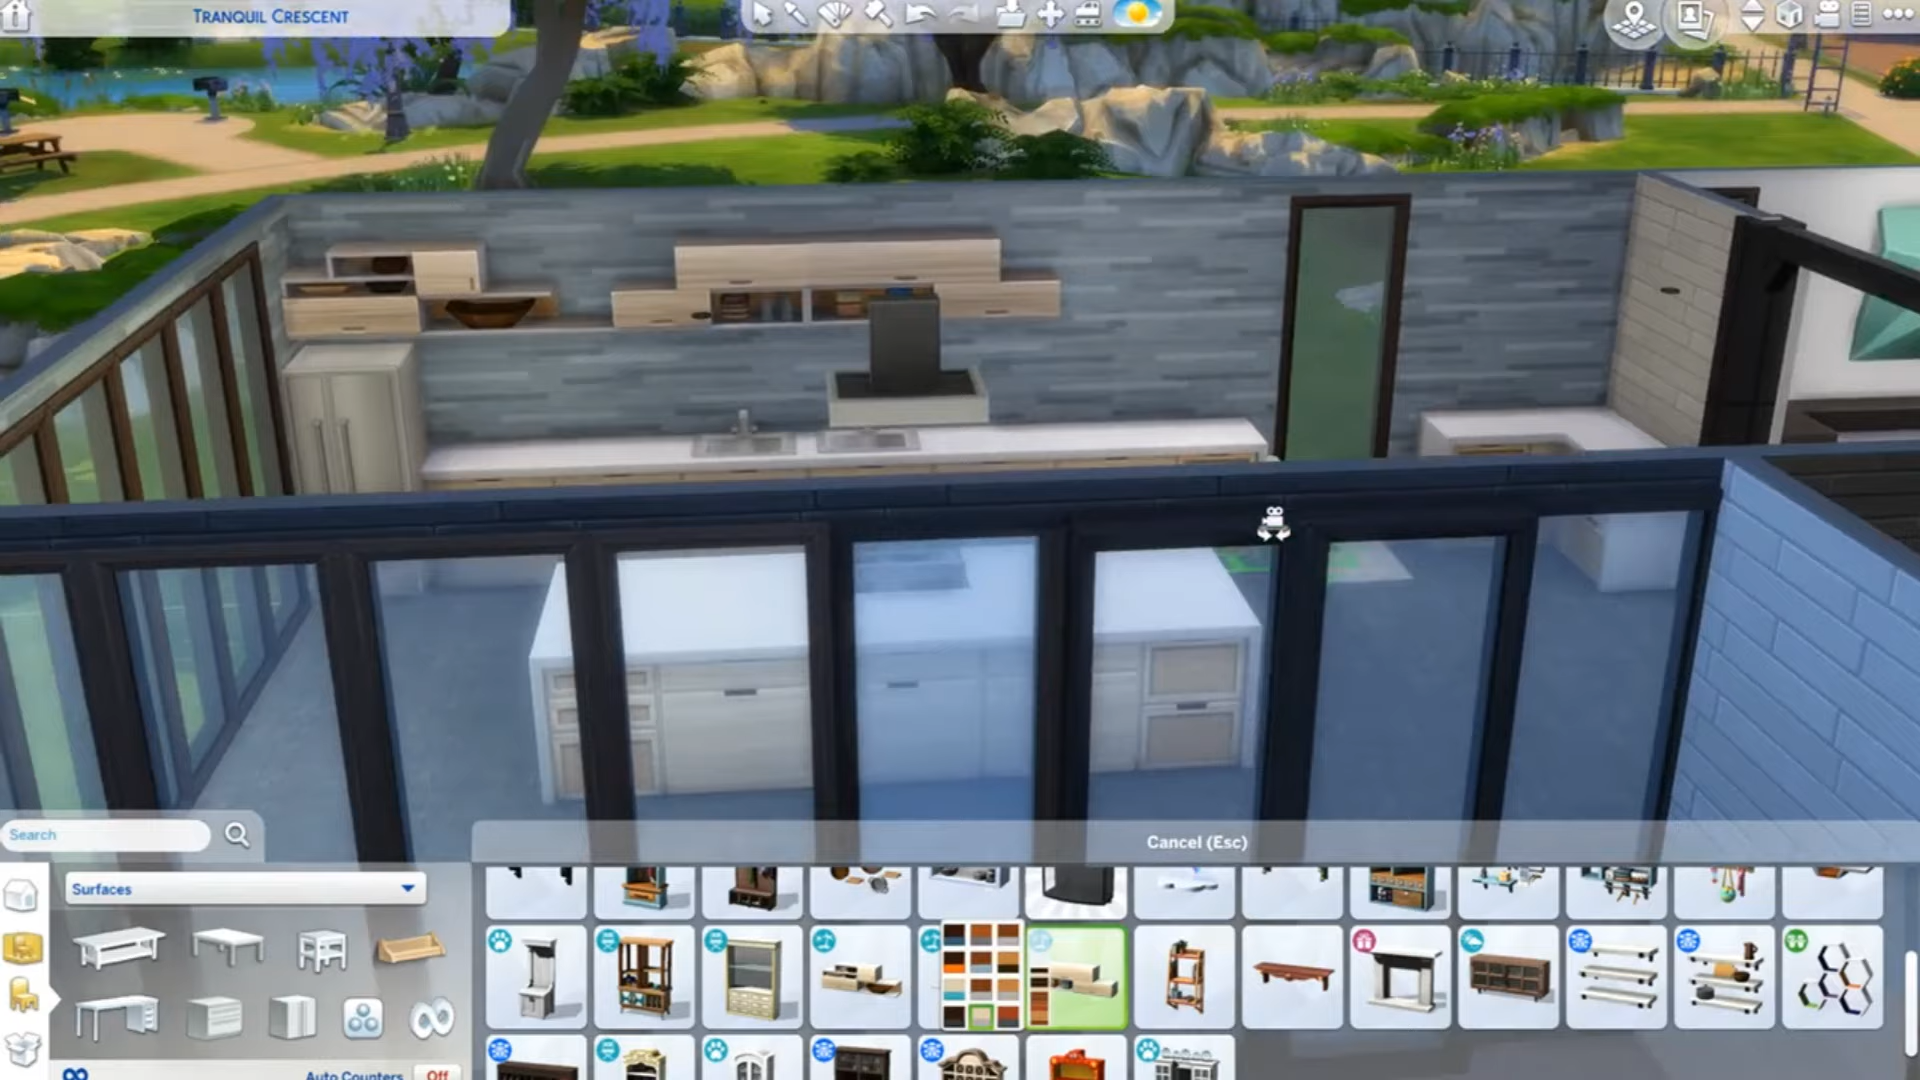 TRANQUIL CRESCENT
Search
Cancel (Esc)
Surfaces
Auto Counters Off